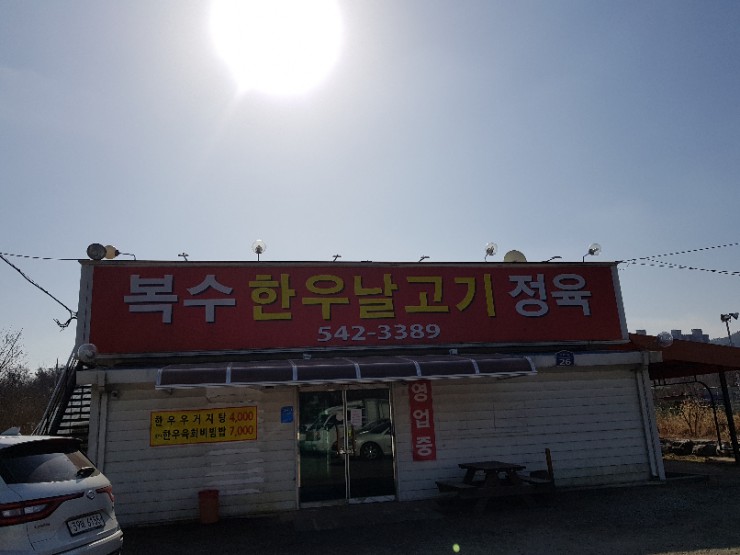 복수 한우날고기 정육
542-3389
26
한우우거지탕 4,000
한우육회비빔밥 7,000
영업중